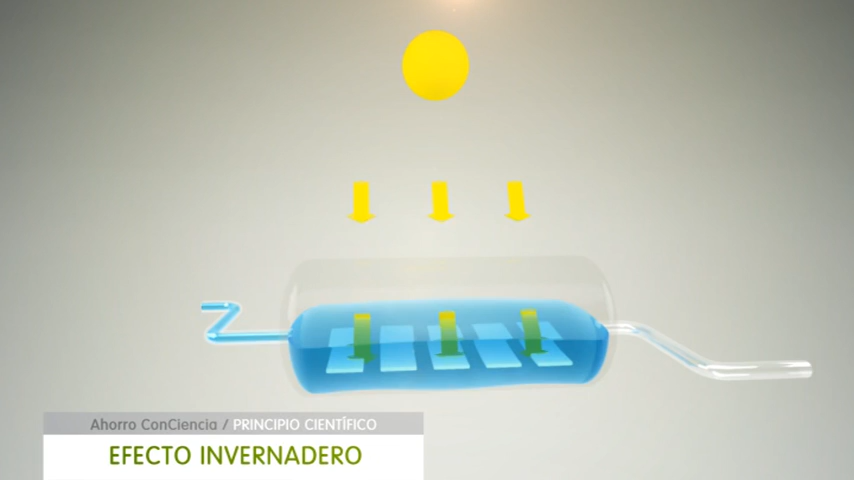 Ahorro ConCiencia / PRINCIPIO CIENTÍFICO
EFECTO INVERNADERO